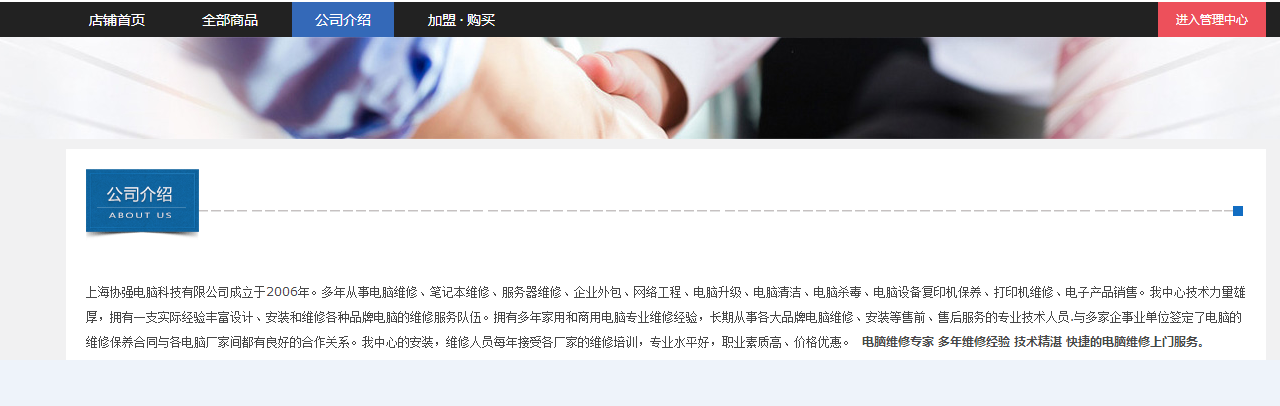 店铺首页 全部商品 公司介绍 加盟·购买 进入管理中心
公司介绍
ABOUT US
上海协强电脑科技有限公司成立于2006年。多年从事电脑维修、笔记本维修、服务器维修、企业外包、网络工程、电脑升级、电脑清洁、电脑杀毒、电脑设备复印机保养、打印机维修、电子产品销售。我中心技术力量雄
厚，拥有一支实际经验丰富设计、安装和维修各种品牌电脑的维修服务队伍。拥有多年家用和商用电脑专业维修经验，长期从事各大品牌电脑维修、安装等售前、售后服务的专业技术人员.与多家企事业单位签定了电脑的
维修保养合同与各电脑厂家间都有良好的合作关系。我中心的安装，维修人员每年接受各厂家的维修培训，专业水平好，职业素质高、价格优惠。 电脑维修专家 多年维修经验 技术精湛 快捷的电脑维修上门服务。